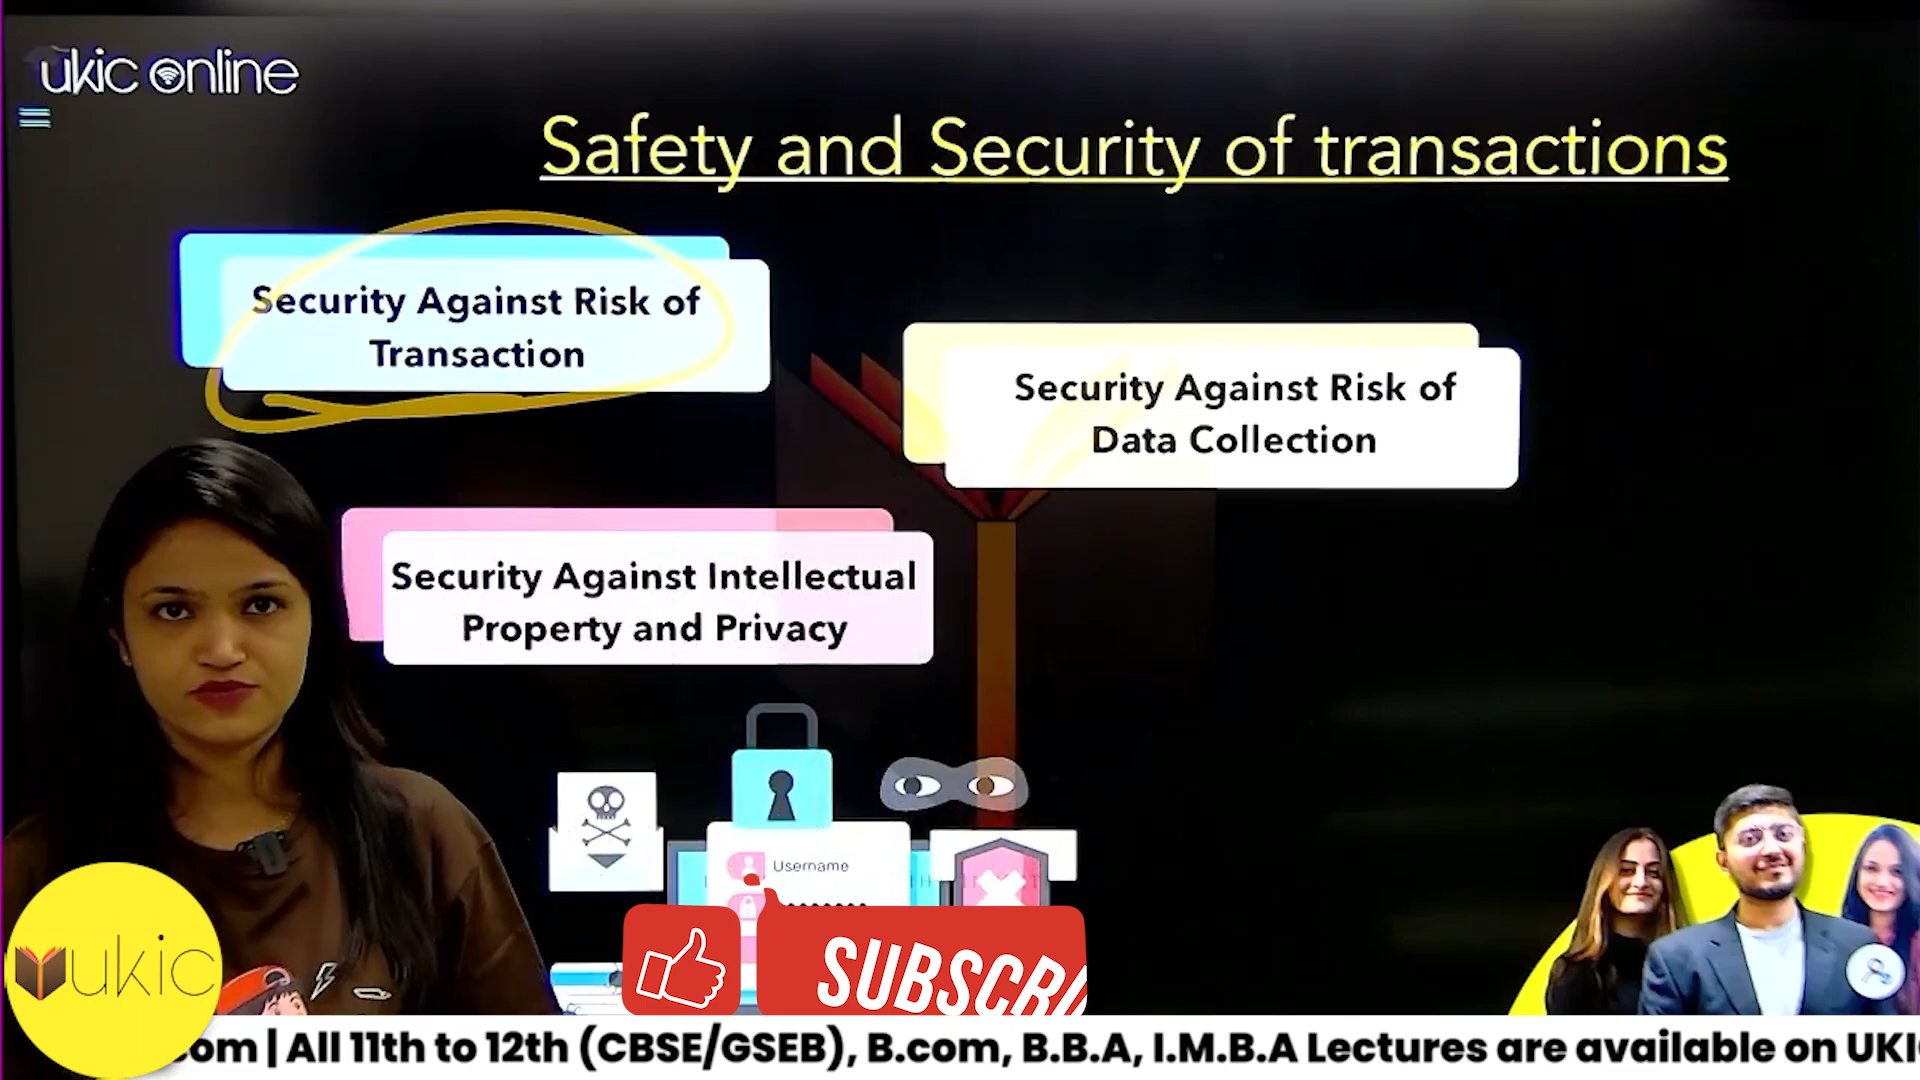 ukic online
Safety and Security of transactions
Security Against Risk of
Transaction
Security Against Risk of
Data Collection
Security Against Intellectual
Property and Privacy
Username
SUBSCRI
ukic
com | All 11th to 12th (CBSE/GSEB), B.com, B.B.A, I.M.B.A Lectures are available on UKI